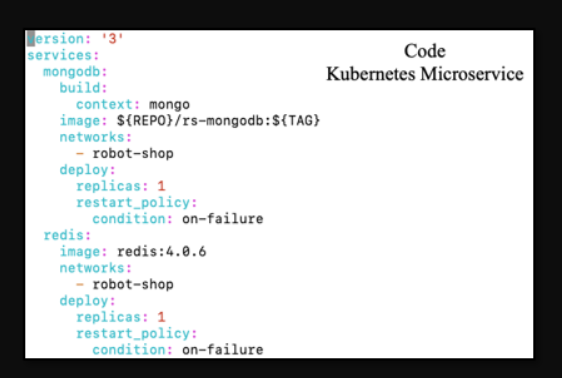 version: '3'
services:
Code
Kubernetes Microservice
mongodb:
build:
context: mongo
image: ${REPO}/rs-mongodb:${TAG}
networks:
- robot-shop
deploy:
replicas: 1
restart_policy:
condition: on-failure
redis:
image: redis:4.0.6
networks:
- robot-shop
deploy:
replicas: 1
restart_policy:
condition: on-failure